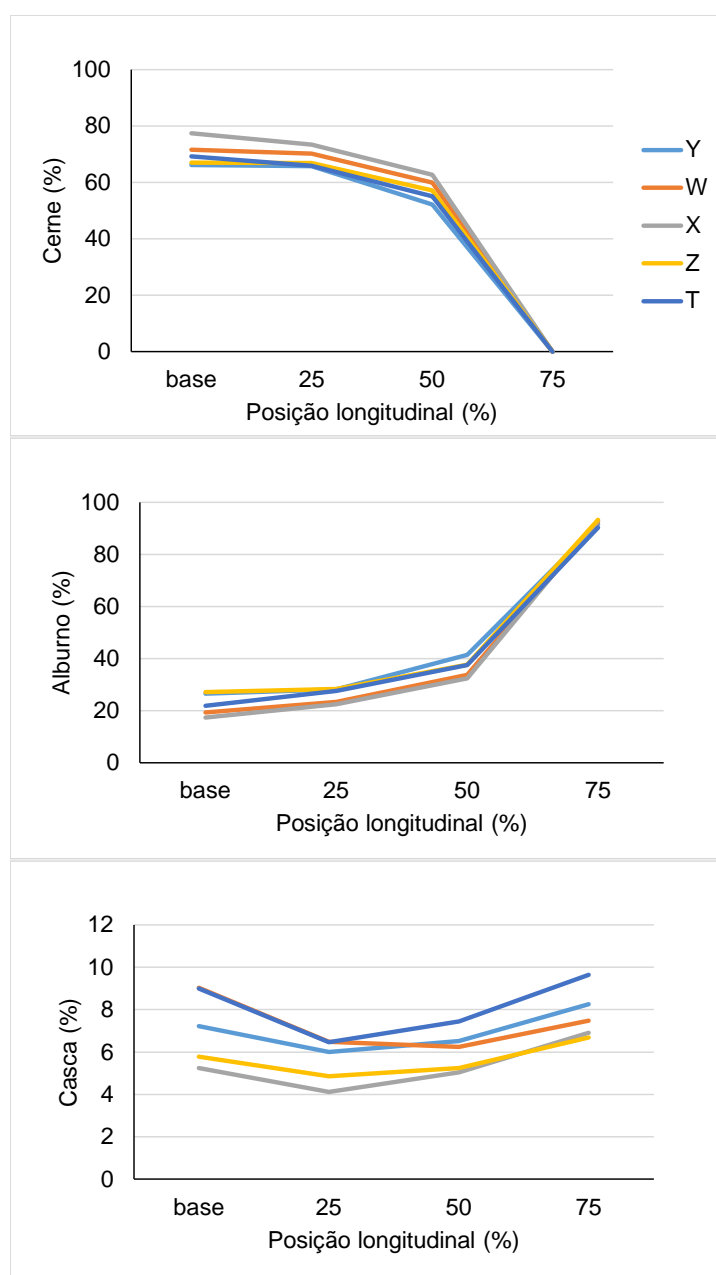 100
80
60
40
20
0
Cerne (%)
base 25 50 75
Posição longitudinal (%)
Y
W
X
Z
T
100
80
60
40
20
0
Alburno (%)
base 25 50 75
Posição longitudinal (%)
12
10
8
6
4
2
0
Casca (%)
base 25 50 75
Posição longitudinal (%)